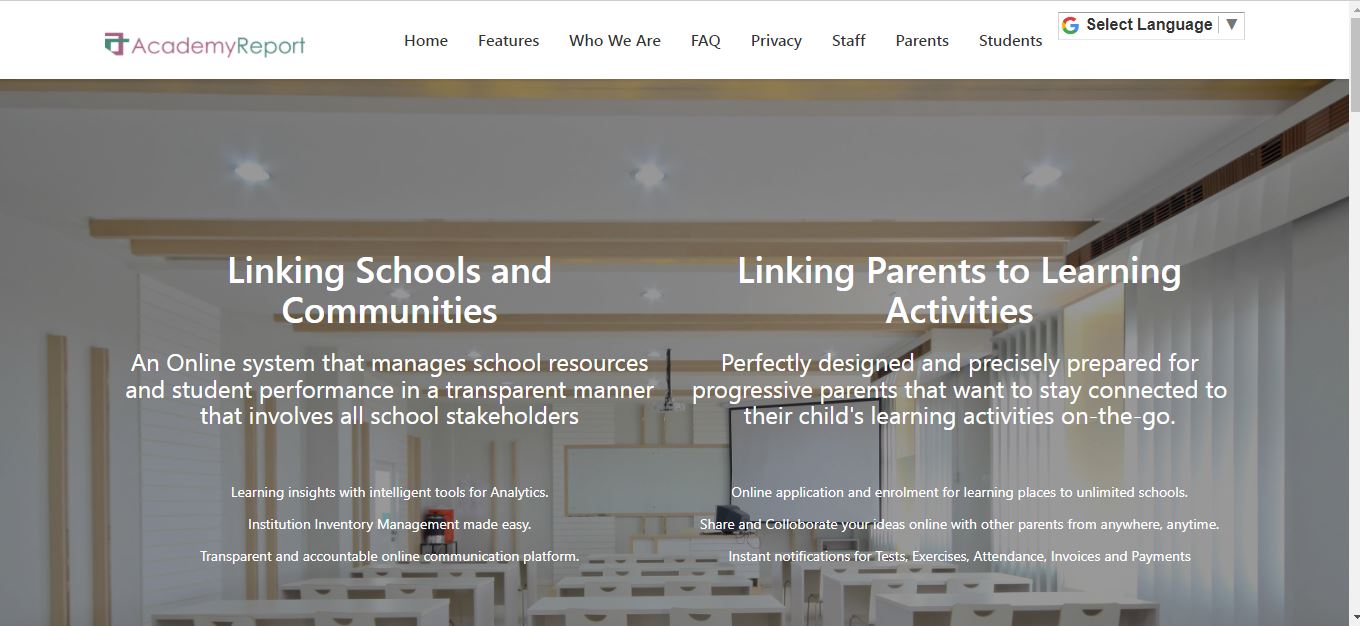 AcademyReport
Home Features Who We Are FAQ Privacy Staff Parents Students
Select Language ▼
Linking Schools and
Communities
An Online system that manages school resources
and student performance in a transparent manner
that involves all school stakeholders
Learning insights with intelligent tools for Analytics.
Institution Inventory Management made easy.
Transparent and accountable online communication platform.
Linking Parents to Learning
Activities
Perfectly designed and precisely prepared for
progressive parents that want to stay connected to
their child's learning activities on-the-go.
Online application and enrolment for learning places to unlimited schools.
Share and Colloborate your ideas online with other parents from anywhere, anytime.
Instant notifications for Tests, Exercises, Attendance, Invoices and Payments